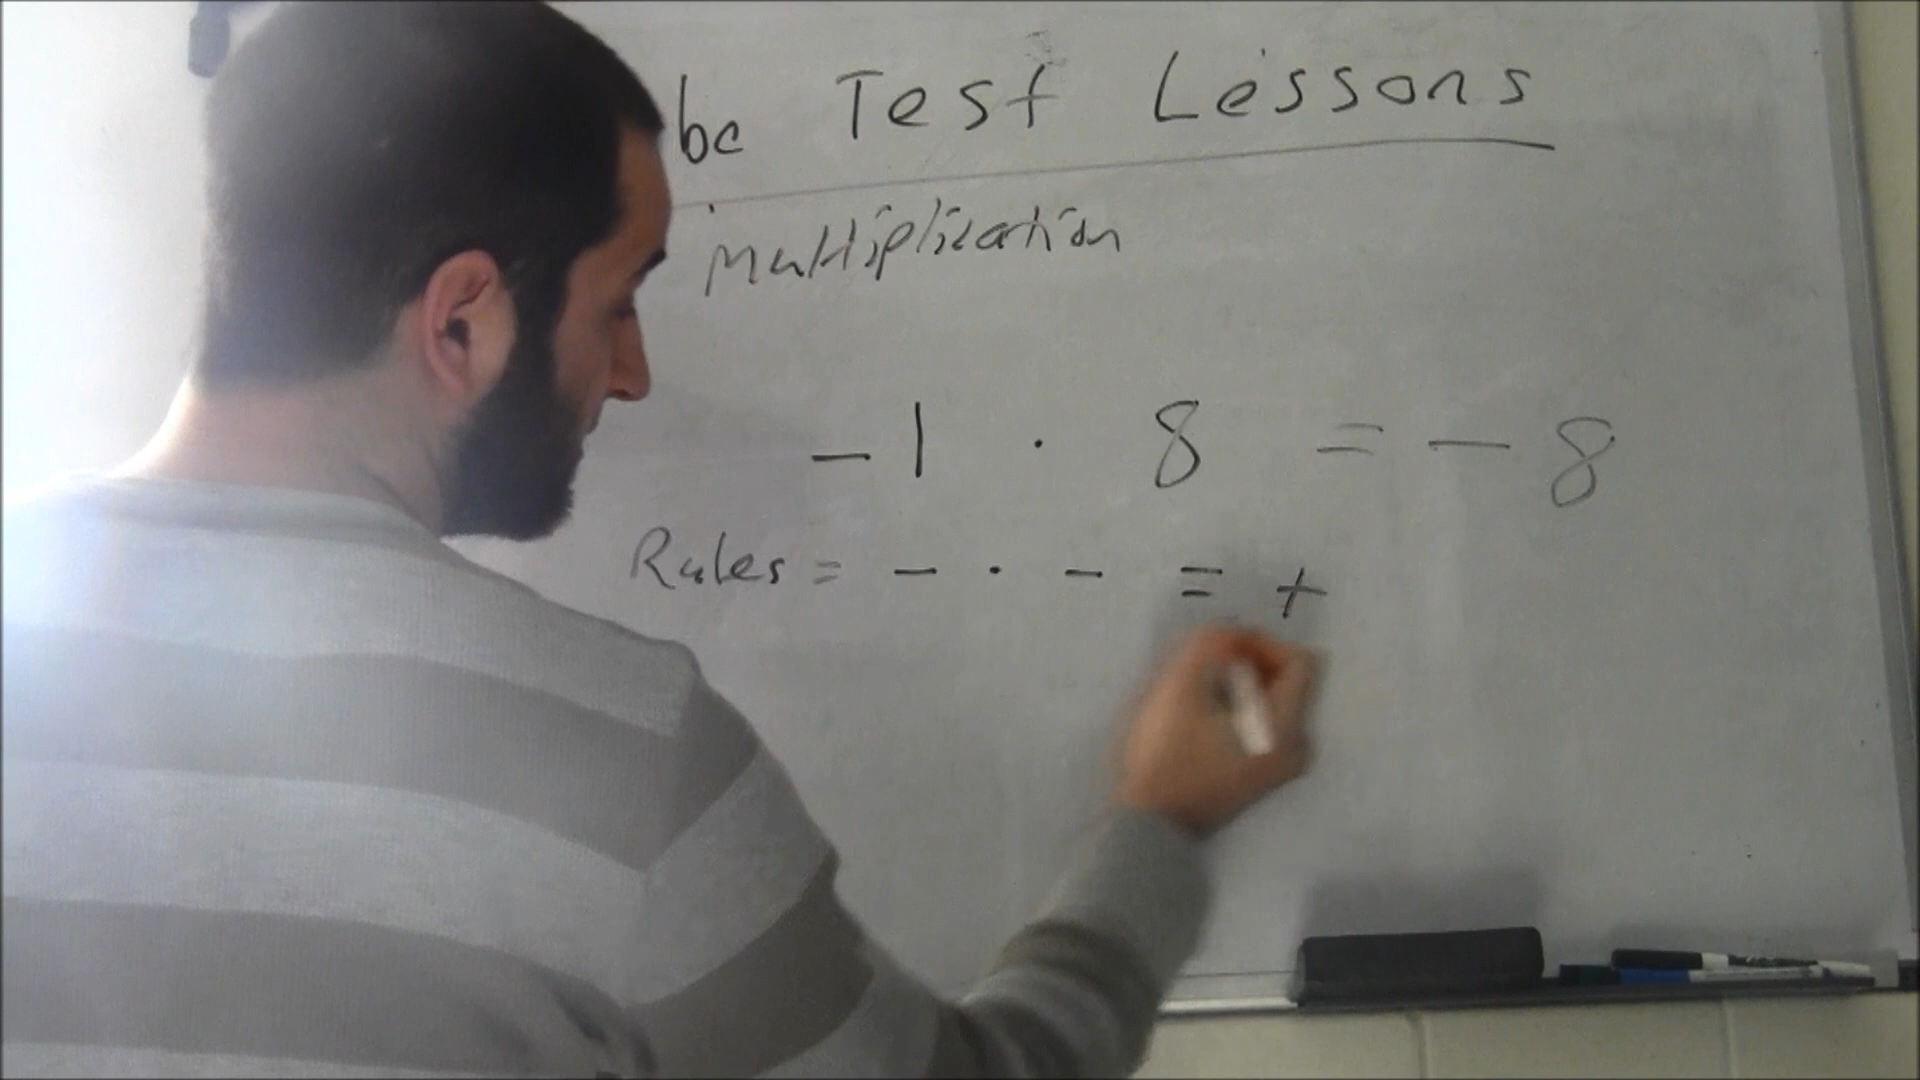 be Test Lessons
Multiplication
- 1 · 8 = - 8
Rules = - · - = +